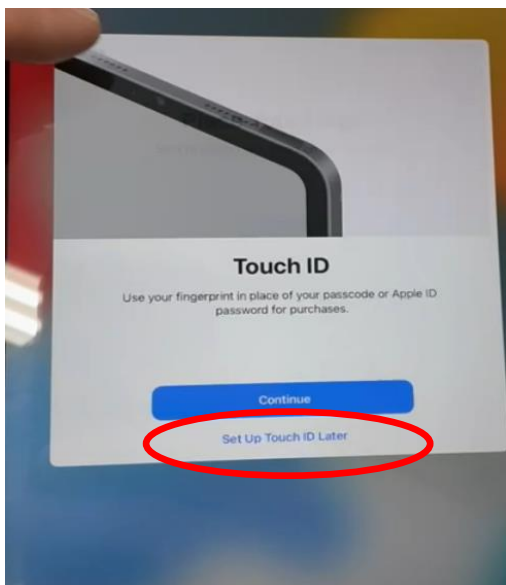 Touch ID
Use your fingerprint in place of your passcode or Apple ID
password for purchases.
Continue
Set Up Touch ID Later